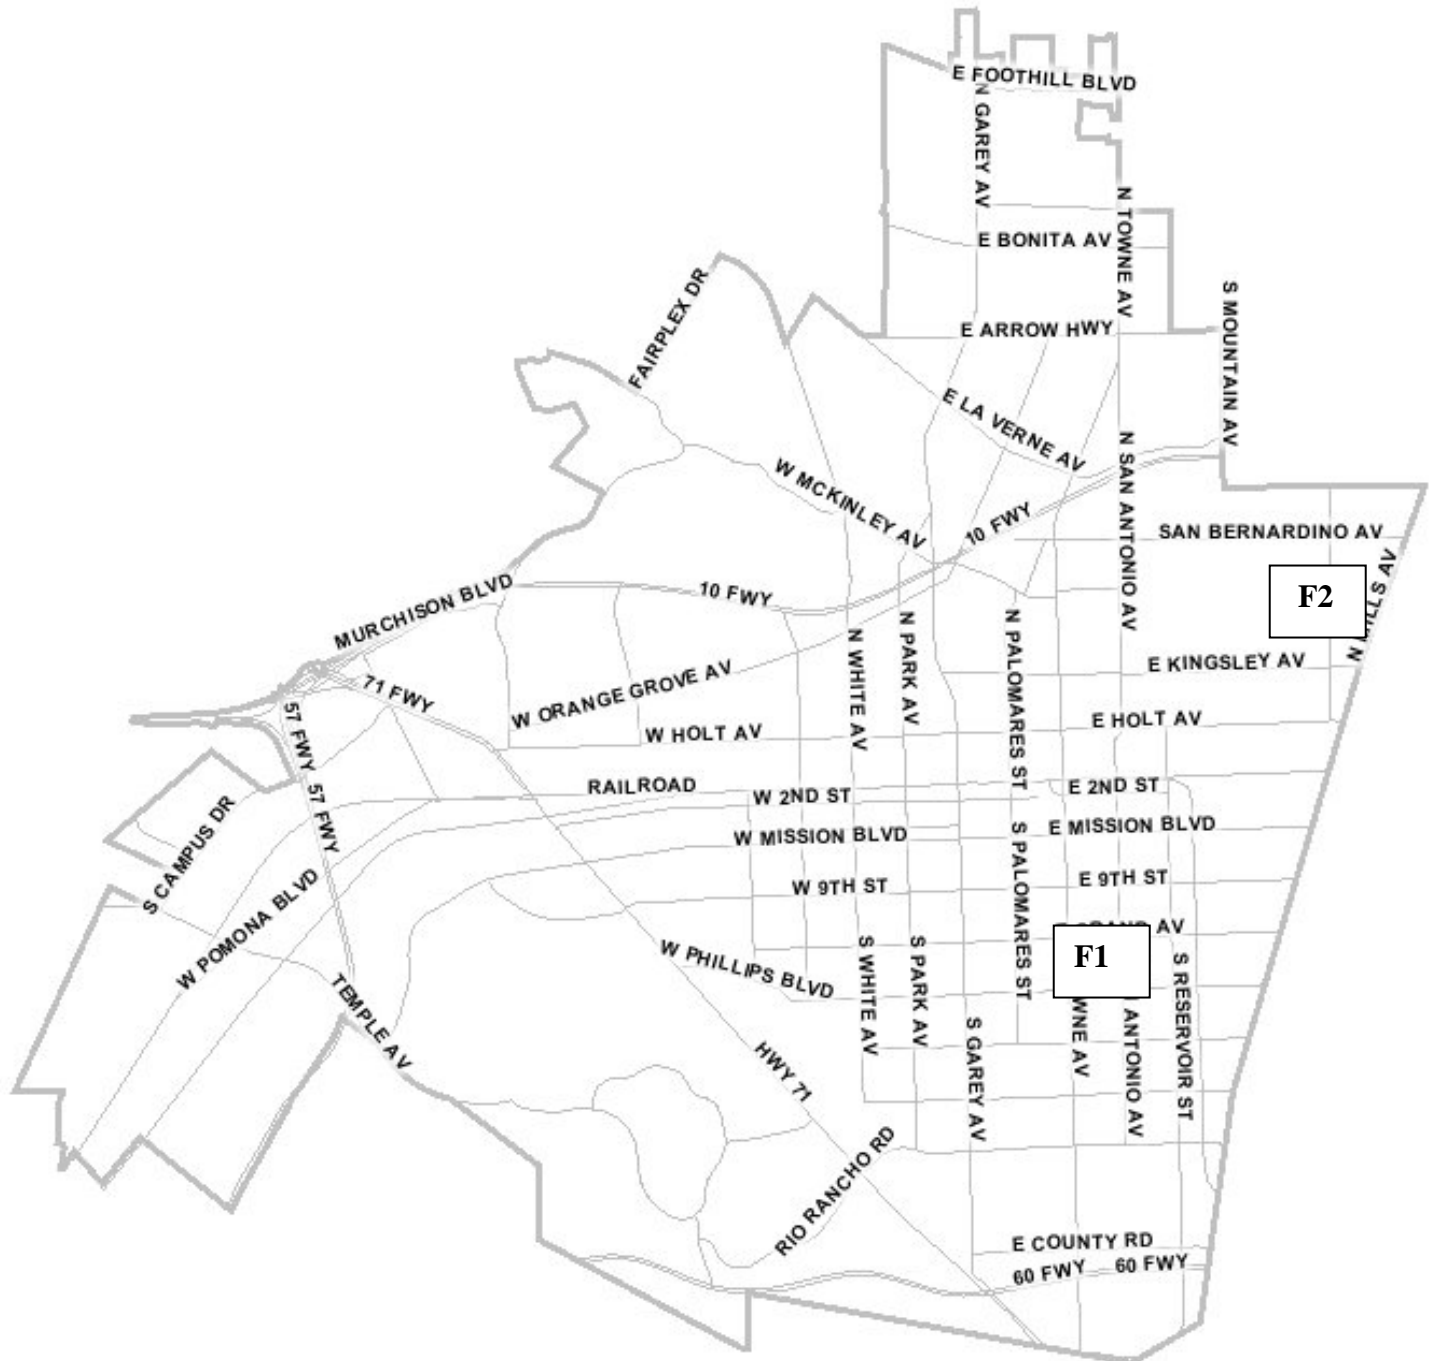 E FOOTHILL BLVD
N GAREY AV
N TOWNE AV
E BONITA AV
S MOUNTAIN AV
FAIRPLEX DR
E ARROW HWY
E LA VERNE AV
N SAN ANTONIO AV
W MCKINLEY AV
10 FWY
SAN BERNARDINO AV
N MILLS AV
F2
MURCHISON BLVD
10 FWY
N WHITE AV
N PARK AV
N PALOMARES ST
E KINGSLEY AV
71 FWY
W ORANGE GROVE AV
57 FWY
W HOLT AV
E HOLT AV
57 FWY
RAILROAD
W 2ND ST
E 2ND ST
S CAMPUS DR
W MISSION BLVD
E MISSION BLVD
S PALOMARES ST
W POMONA BLVD
W 9TH ST
E 9TH ST
AV
F1
W PHILLIPS BLVD
S WHITE AV
S PARK AV
S RESERVOIR ST
TEMPLE AV
WNE AV
ANTONIO AV
S GAREY AV
HWY 71
RIO RANCHO RD
E COUNTY RD
60 FWY
60 FWY